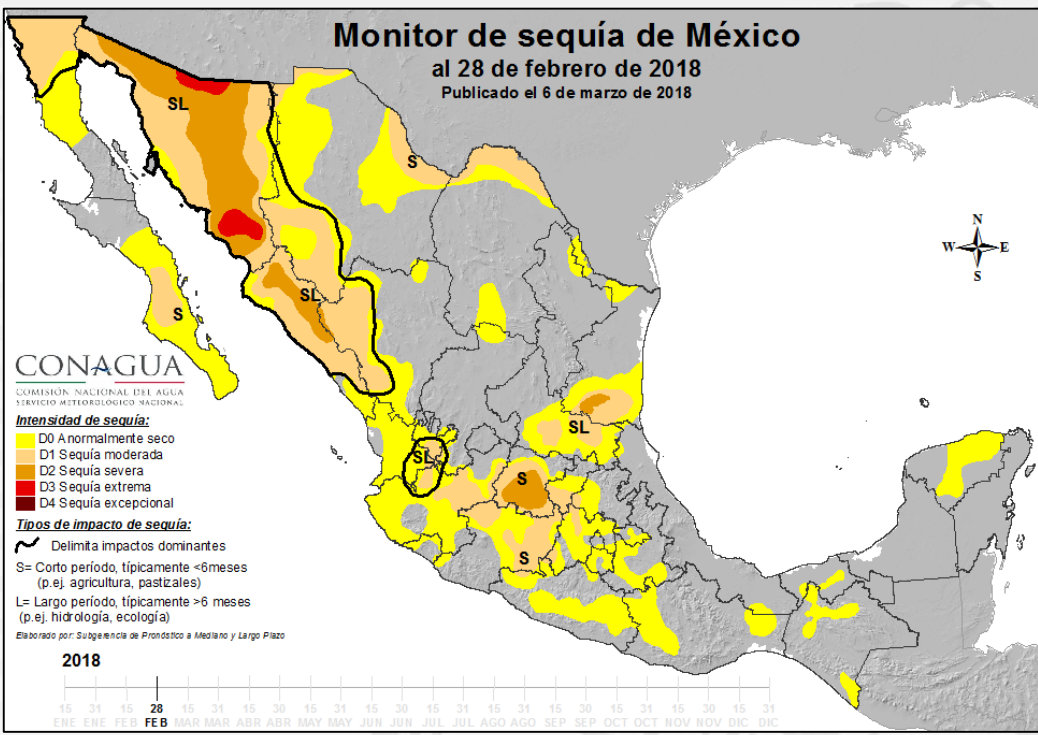 Monitor de sequía de México
al 28 de febrero de 2018
Publicado el 6 de marzo de 2018
SL
S
N
W E
S
SL
S
CONAGUA
COMISIÓN NACIONAL DEL AGUA
SERVICIO METEOROLÓGICO NACIONAL
Intensidad de sequía:
D0 Anormalmente seco
D1 Sequía moderada
D2 Sequía severa
D3 Sequía extrema
D4 Sequía excepcional
SL
SL
S
S
Tipos de impacto de sequía:
Delimita impactos dominantes
S= Corto período, típicamente <6meses
(p.ej. agricultura, pastizales)
L= Largo período, típicamente >6 meses
(p.ej. hidrología, ecología)
Elaborado por: Subgerencia de Pronóstico a Mediano y Largo Plazo
2018
15 31 15 28 15 31 15 30 15 31 15 30 15 31 15 31 15 30 15 31 15 30 15 31
ENE ENE FEB FEB MAR MAR ABR ABR MAY MAY JUN JUN JUL JUL AGO AGO SEP SEP OCT OCT NOV NOV DIC DIC